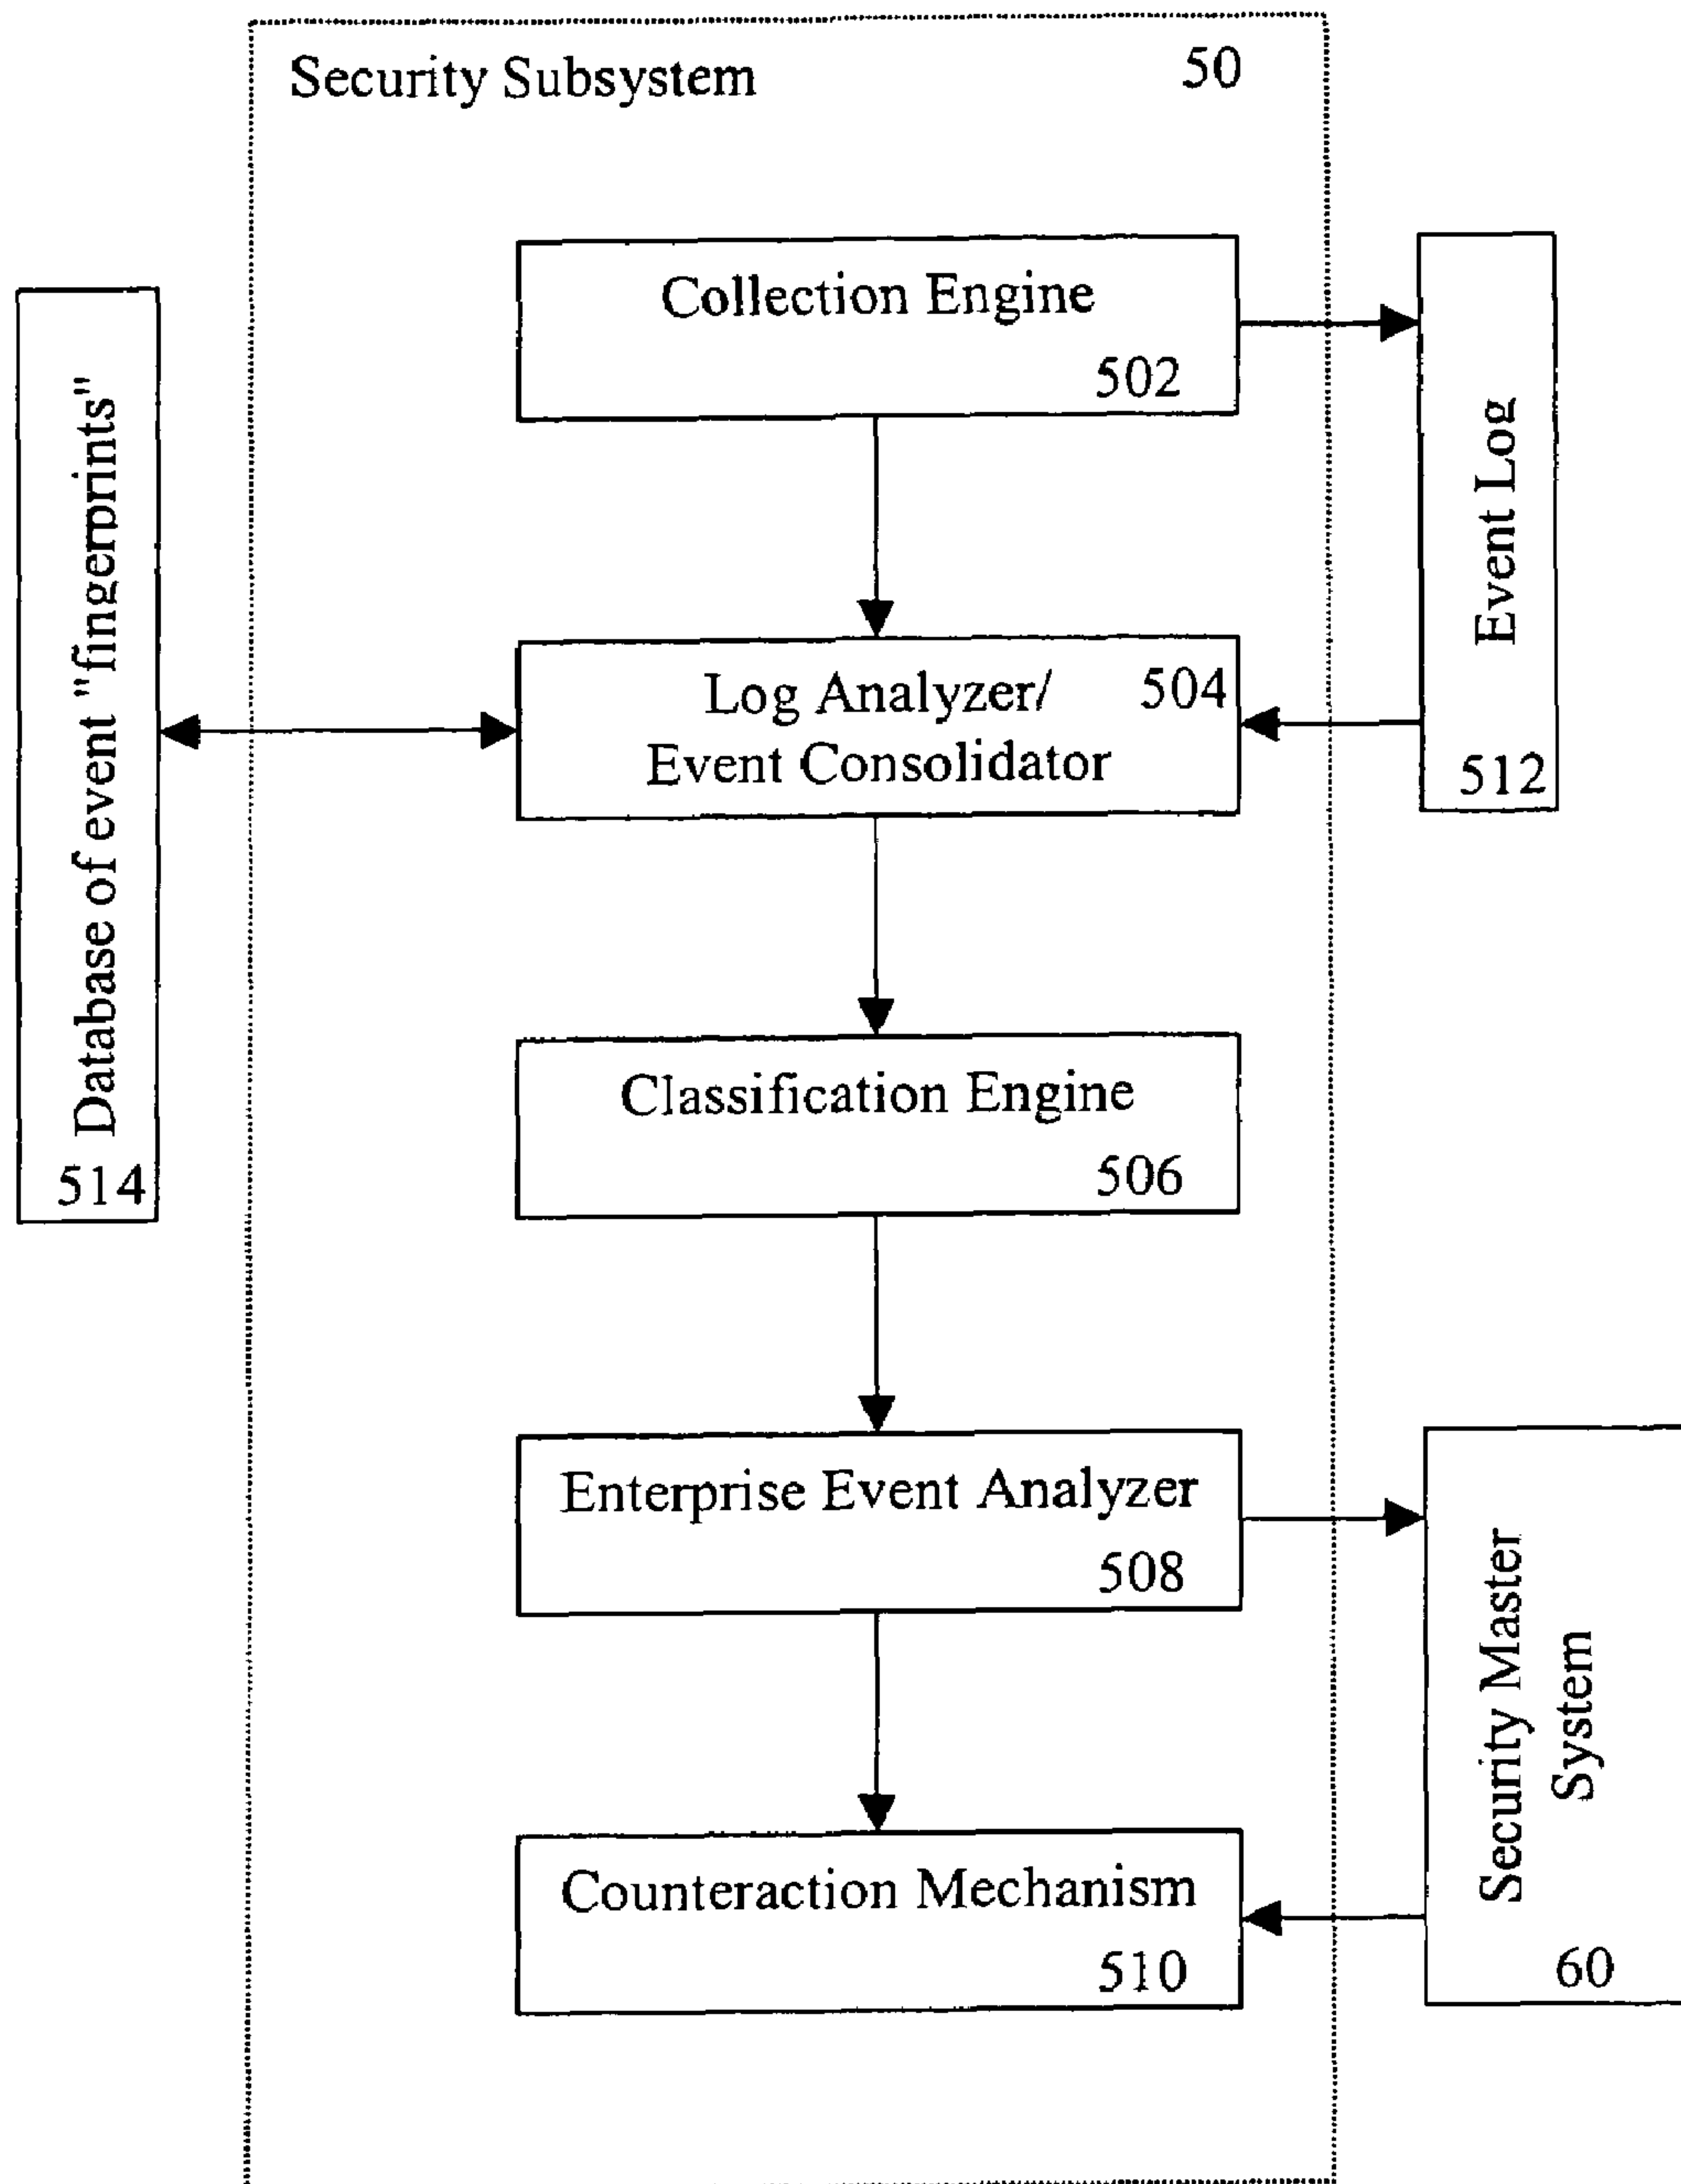 Security Subsystem 50
Collection Engine
502
Event Log
512
Database of event "fingerprints"
514
Log Analyzer/ 504
Event Consolidator
Classification Engine
506
Enterprise Event Analyzer
508
Security Master
System
60
Counteraction Mechanism
510